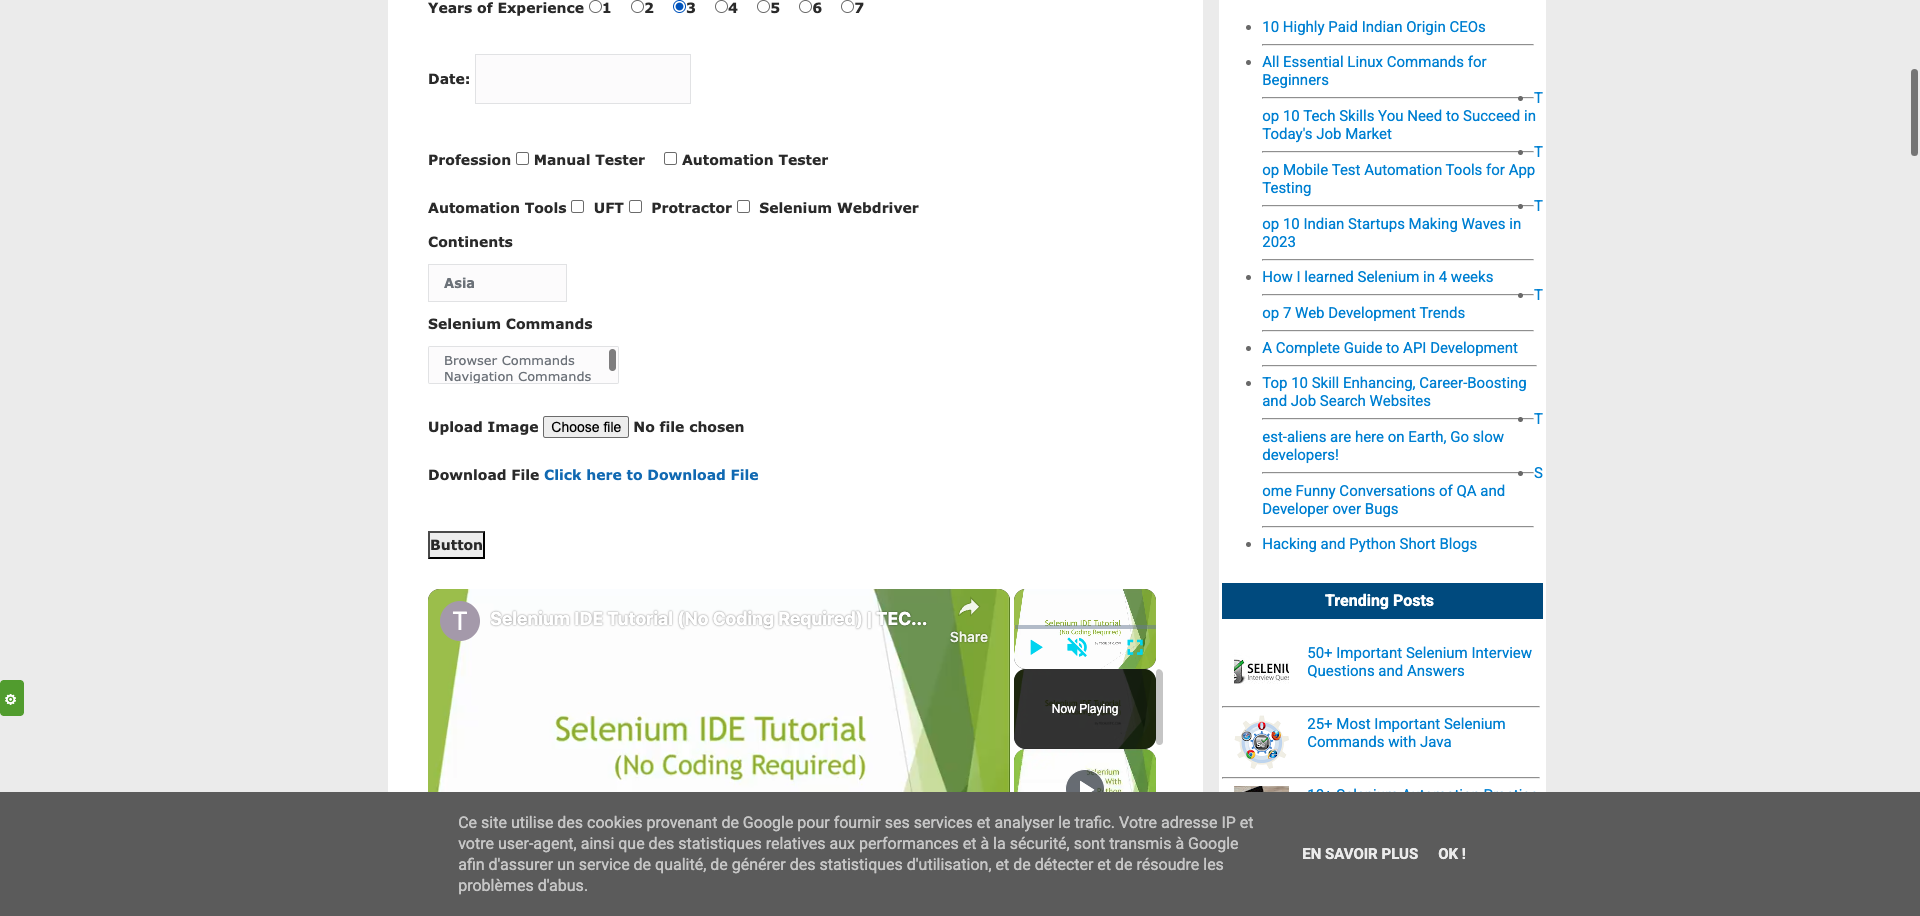 Years of Experience 1 2 3 4 5 6 7
Date:
Profession Manual Tester Automation Tester
Automation Tools UFT Protractor Selenium Webdriver
Continents
Asia
Selenium Commands
Browser Commands
Navigation Commands
Upload Image Choose file No file chosen
Download File Click here to Download File
Button
T Selenium IDE Tutorial (No Coding Required) | TEC...
Share
Selenium IDE Tutorial
(No Coding Required)
Selenium IDE Tutorial
(No Coding Required)
Now Playing
Selenium
With
10 Highly Paid Indian Origin CEOs
All Essential Linux Commands for
Beginners
T
op 10 Tech Skills You Need to Succeed in
Today's Job Market
T
op Mobile Test Automation Tools for App
Testing
T
op 10 Indian Startups Making Waves in
2023
How I learned Selenium in 4 weeks
T
op 7 Web Development Trends
A Complete Guide to API Development
Top 10 Skill Enhancing, Career-Boosting
and Job Search Websites
T
est-aliens are here on Earth, Go slow
developers!
S
ome Funny Conversations of QA and
Developer over Bugs
Hacking and Python Short Blogs
Trending Posts
SELENIU
Interview Ques
50+ Important Selenium Interview
Questions and Answers
25+ Most Important Selenium
Commands with Java
Ce site utilise des cookies provenant de Google pour fournir ses services et analyser le trafic. Votre adresse IP et
votre user-agent, ainsi que des statistiques relatives aux performances et à la sécurité, sont transmis à Google
afin d'assurer un service de qualité, de générer des statistiques d'utilisation, et de détecter et de résoudre les
problèmes d'abus.
EN SAVOIR PLUS OK !